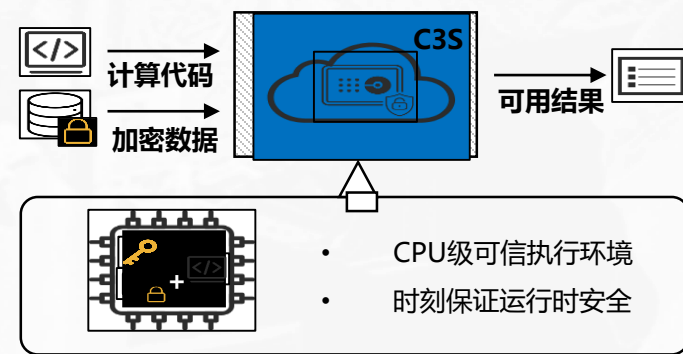 C3S
</>
计算代码
加密数据
可用结果
</>
+
• CPU级可信执行环境
• 时刻保证运行时安全